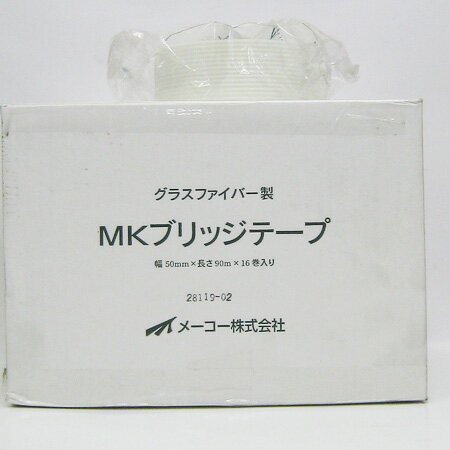 グラスファイバー製
MKブリッジテープ
幅 50mm×長さ 90m×16 巻入り
28119-02
メーコー株式会社